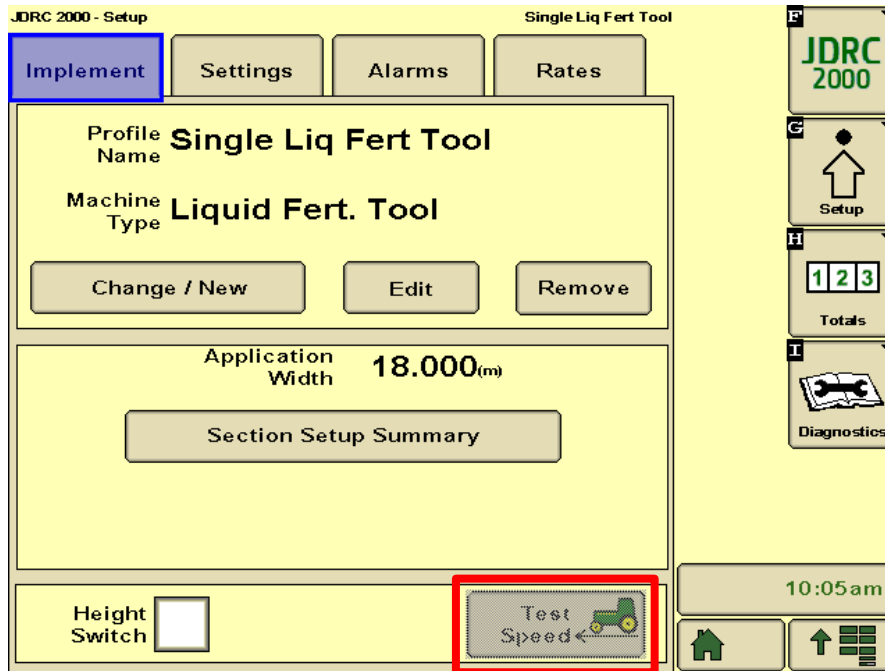 JDRC 2000 - Setup
Single Liq Fert Tool
Implement
Settings
Alarms
Rates
Profile
Name
Single Liq Fert Tool
Machine
Type
Liquid Fert. Tool
Change / New
Edit
Remove
Application
Width
18.000(m)
Section Setup Summary
Height
Switch
Test
Speed
F
JDRC
2000
G
Setup
H
1 2 3
Totals
I
Diagnostics
10:05am